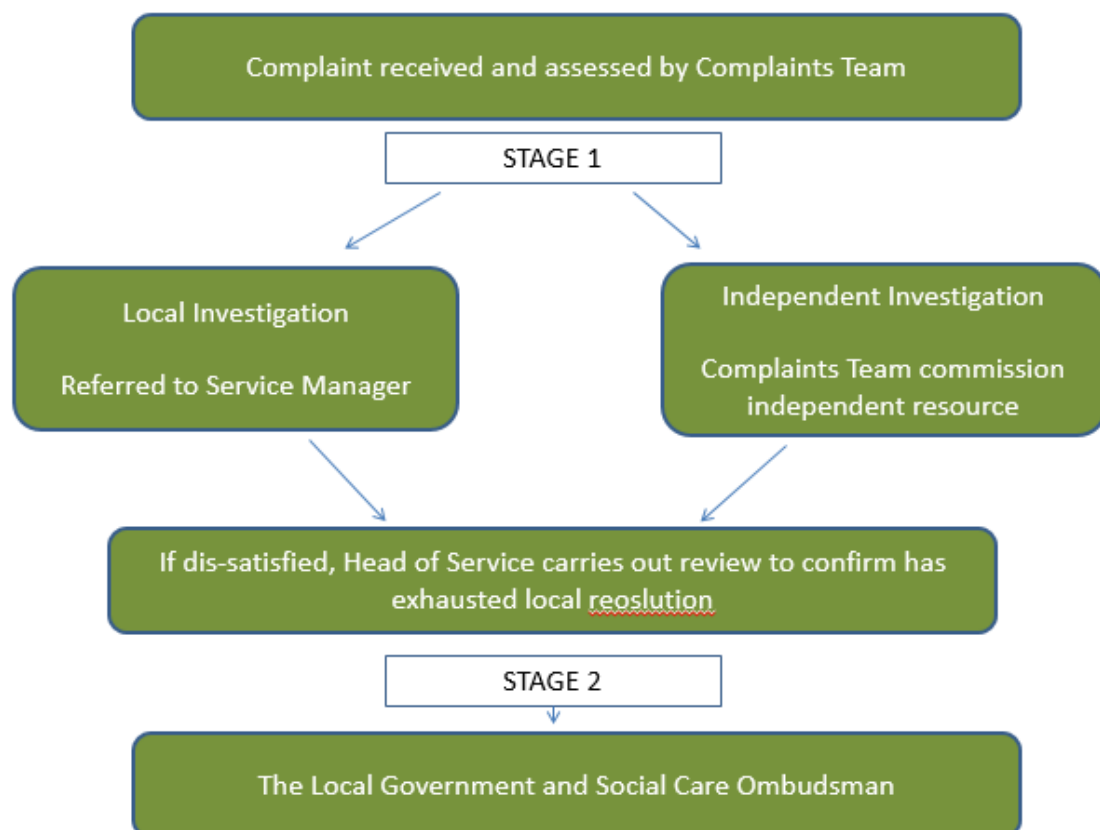 Complaint received and assessed by Complaints Team
STAGE 1
Local Investigation
Referred to Service Manager
Independent Investigation
Complaints Team commission
independent resource
If dis-satisfied, Head of Service carries out review to confirm has
exhausted local reoslution
STAGE 2
The Local Government and Social Care Ombudsman